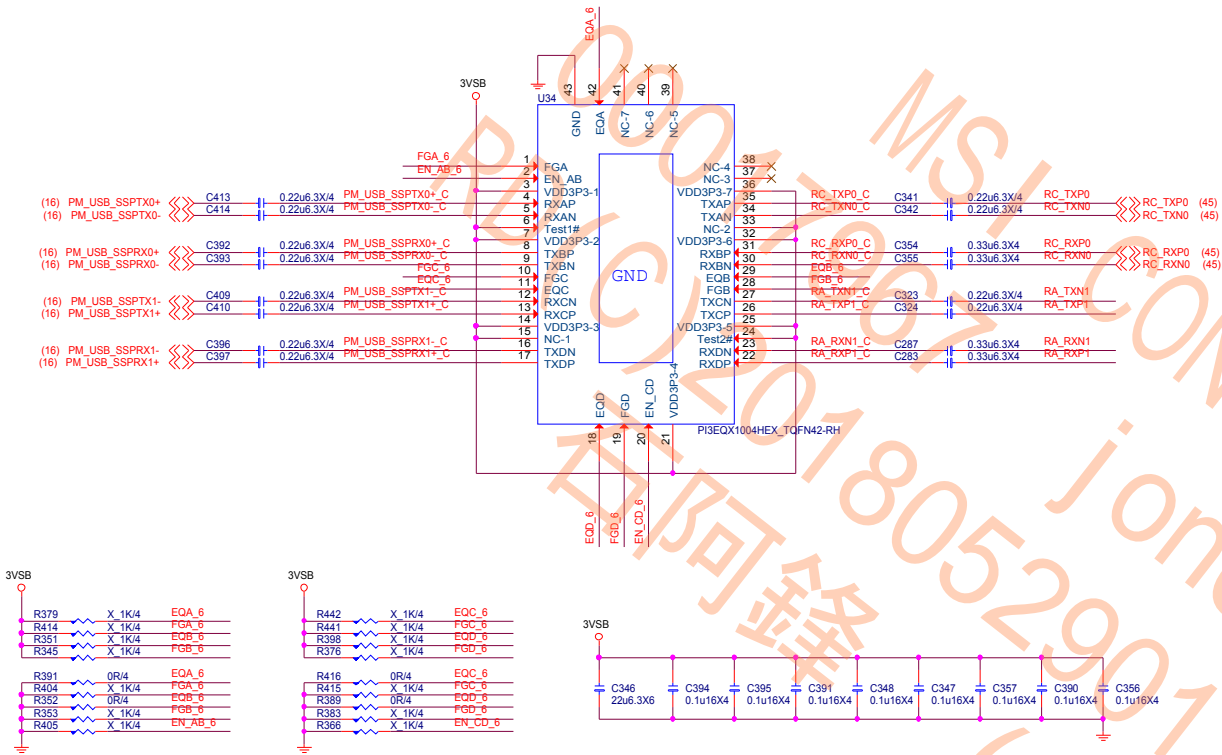 EQA_6
3VSB
U34
43
42
41
40
39
GND
EQA
NC-7
NC-6
NC-5
FGA_6
1
FGA
EN_AB_6
2
EN_AB
3
VDD3P3-1
(16) PM_USB_SSPTX0+
C413
0.22u6.3X/4
PM_USB_SSPTX0+_C
4
RXAP
(16) PM_USB_SSPTX0-
C414
0.22u6.3X/4
PM_USB_SSPTX0-_C
5
RXAN
6
Test1#
7
VDD3P3-2
(16) PM_USB_SSPRX0+
C392
0.22u6.3X/4
PM_USB_SSPRX0+_C
8
TXBP
(16) PM_USB_SSPRX0-
C393
0.22u6.3X/4
PM_USB_SSPRX0-_C
9
TXBN
FGC_6
10
FGC
EQC_6
11
EQC
(16) PM_USB_SSPTX1-
C409
0.22u6.3X/4
PM_USB_SSPTX1-_C
12
RXCN
(16) PM_USB_SSPTX1+
C410
0.22u6.3X/4
PM_USB_SSPTX1+_C
13
RXCP
14
VDD3P3-3
15
NC-1
(16) PM_USB_SSPRX1-
C396
0.22u6.3X/4
PM_USB_SSPRX1-_C
16
TXDN
(16) PM_USB_SSPRX1+
C397
0.22u6.3X/4
PM_USB_SSPRX1+_C
17
TXDP
GND
NC-4
38
NC-3
37
VDD3P3-7
36
TXAP
35
RC_TXP0_C
C341
0.22u6.3X/4
RC_TXP0
RC_TXP0 (45)
TXAN
34
RC_TXN0_C
C342
0.22u6.3X/4
RC_TXN0
RC_TXN0 (45)
NC-2
33
VDD3P3-6
32
RXBP
31
RC_RXP0_C
C354
0.33u6.3X4
RC_RXP0
RC_RXP0 (45)
RXBN
30
RC_RXN0_C
C355
0.33u6.3X4
RC_RXN0
RC_RXN0 (45)
EQB
29
EQB_6
FGB
28
FGB_6
TXCN
27
RA_TXN1_C
C323
0.22u6.3X/4
RA_TXN1
TXCP
26
RA_TXP1_C
C324
0.22u6.3X/4
RA_TXP1
VDD3P3-5
25
Test2#
24
RXDN
23
RA_RXN1_C
C287
0.33u6.3X4
RA_RXN1
RXDP
22
RA_RXP1_C
C283
0.33u6.3X4
RA_RXP1
EQD
FGD
EN_CD
VDD3P3-4
18
19
20
21
PI3EQX1004HEX_TQFN42-RH
EQD_6
FGD_6
EN_CD_6
3VSB
R379 X_1K/4 EQA_6
R414 X_1K/4 FGA_6
R351 X_1K/4 EQB_6
R345 X_1K/4 FGB_6
R391 0R/4 EQA_6
R404 X_1K/4 FGA_6
R352 0R/4 EQB_6
R353 X_1K/4 FGB_6
R405 X_1K/4 EN_AB_6
3VSB
R442 X_1K/4 EQC_6
R441 X_1K/4 FGC_6
R398 X_1K/4 EQD_6
R376 X_1K/4 FGD_6
R416 0R/4 EQC_6
R415 X_1K/4 FGC_6
R389 0R/4 EQD_6
R383 X_1K/4 FGD_6
R366 X_1K/4 EN_CD_6
3VSB
C346
22u6.3X6
C394
0.1u16X4
C395
0.1u16X4
C391
0.1u16X4
C348
0.1u16X4
C347
0.1u16X4
C357
0.1u16X4
C390
0.1u16X4
C356
0.1u16X4
MSI CON
00017967 jone
RD(C)2018052901